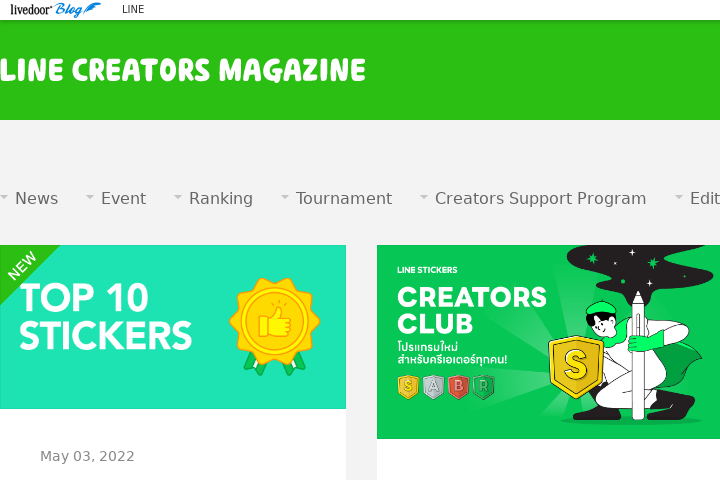 livedoor Blog LINE
LINE CREATORS MAGAZINE
News Event Ranking Tournament Creators Support Program Edit
NEW
TOP 10
STICKERS
May 03, 2022
LINE STICKERS
CREATORS
CLUB
โปรแกรมใหม่
สำหรับครีเอเตอร์ทุกคน!
S
S A B R